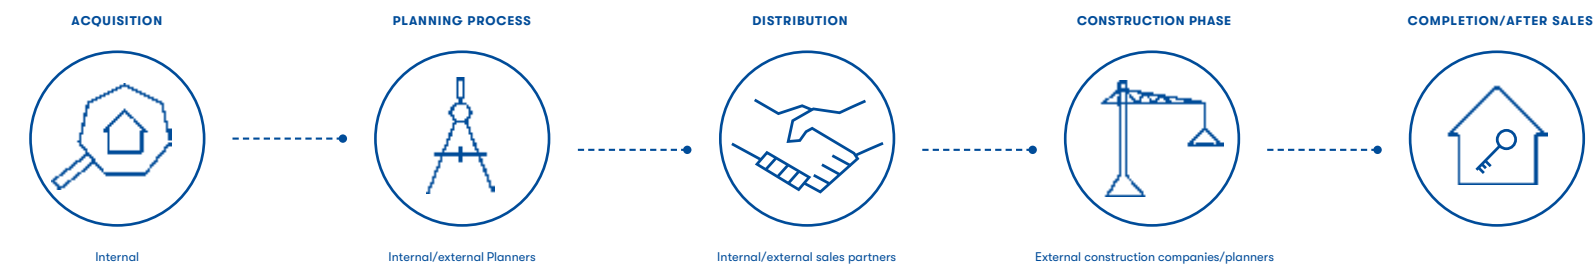 ACQUISITION
PLANNING PROCESS
DISTRIBUTION
CONSTRUCTION PHASE
COMPLETION/AFTER SALES
Internal
Internal/external Planners
Internal/external sales partners
External construction companies/planners